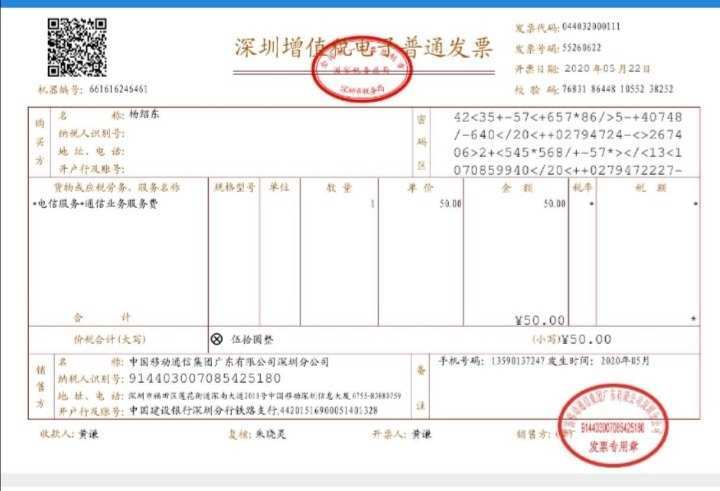 深圳增值税电子普通发票
国家税务总局
深圳市税务局
发票代码: 044032000111
发票号码: 55260622
开票日期: 2020年05月22日
机器编号: 661616246461
校 验 码: 76831 86448 10552 38252
购买方
名 称: 杨绍东
纳税人识别号:
地 址、电 话:
开户行及账号:
密码区
42<35+-57<+657*86/>5-+40748
/-640</20<++02794724-<>2674
06>2+<545*568/+-57*></<13<1
070859940</20<++0279472227-
货物或应税劳务、服务名称 规格型号 单位 数 量 单 价 金 额 税率 税 额
*电信服务*通信业务服务费 1 50.00 50.00 * *
合 计 ¥50.00 *
价税合计(大写) ⊗ 伍拾圆整 (小写)¥50.00
销售方
名 称: 中国移动通信集团广东有限公司深圳分公司
纳税人识别号: 914403007085425180
地 址、电 话: 深圳市福田区莲花街道深南大道2013号中国移动深圳信息大厦,0755-83880759
开户行及账号: 中国建设银行深圳分行铁路支行,44201516900051401328
备注
手机号码: 13590137247 发生时间: 2020年05月
收款人: 黄谦 复核: 朱晓灵 开票人: 黄谦 销售方:
914403007085425180
发票专用章